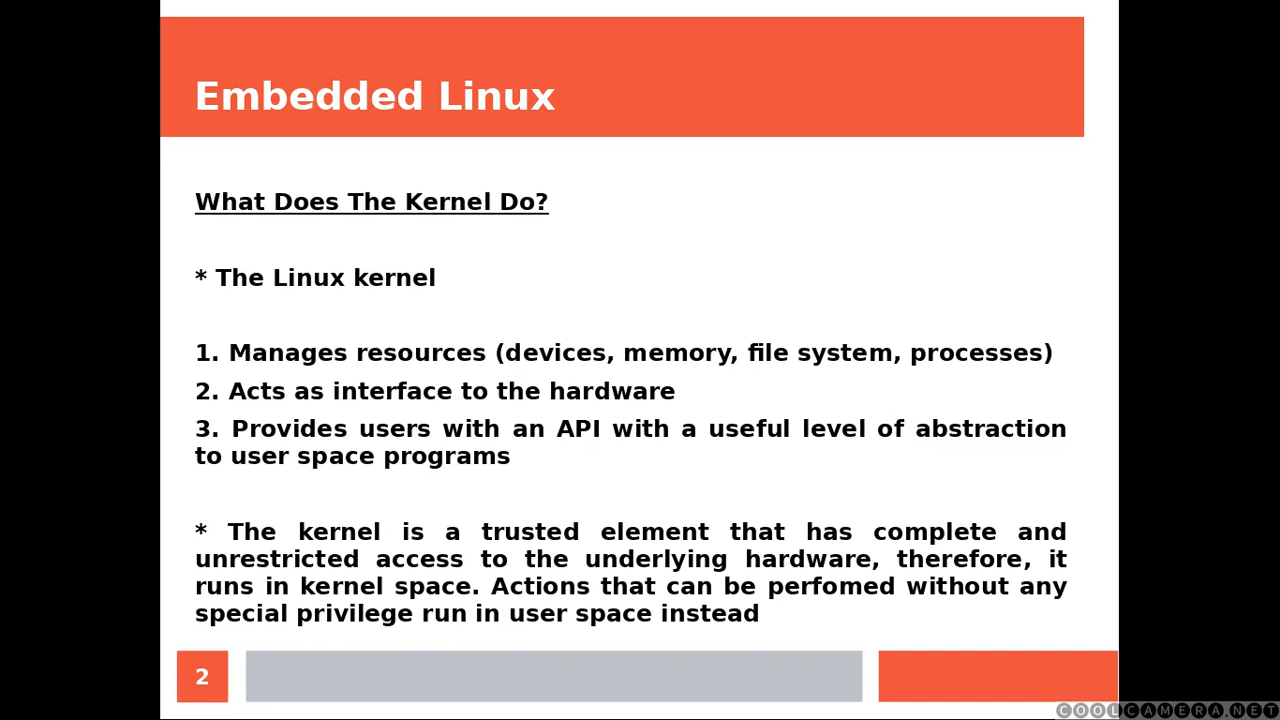 Embedded Linux
What Does The Kernel Do?
* The Linux kernel
1. Manages resources (devices, memory, file system, processes)
2. Acts as interface to the hardware
3. Provides users with an API with a useful level of abstraction
to user space programs
* The kernel is a trusted element that has complete and
unrestricted access to the underlying hardware, therefore, it
runs in kernel space. Actions that can be perfomed without any
special privilege run in user space instead
2
COOLCAMERA.NET